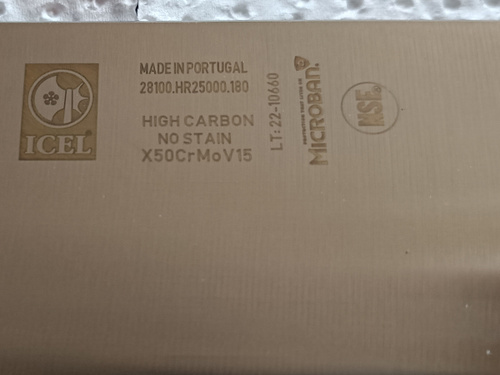 ICEL
MADE IN PORTUGAL
28100.HR25000.180
HIGH CARBON
NO STAIN
X50CrMoV15
LT: 22-10660
MICROBAN®
NSF®